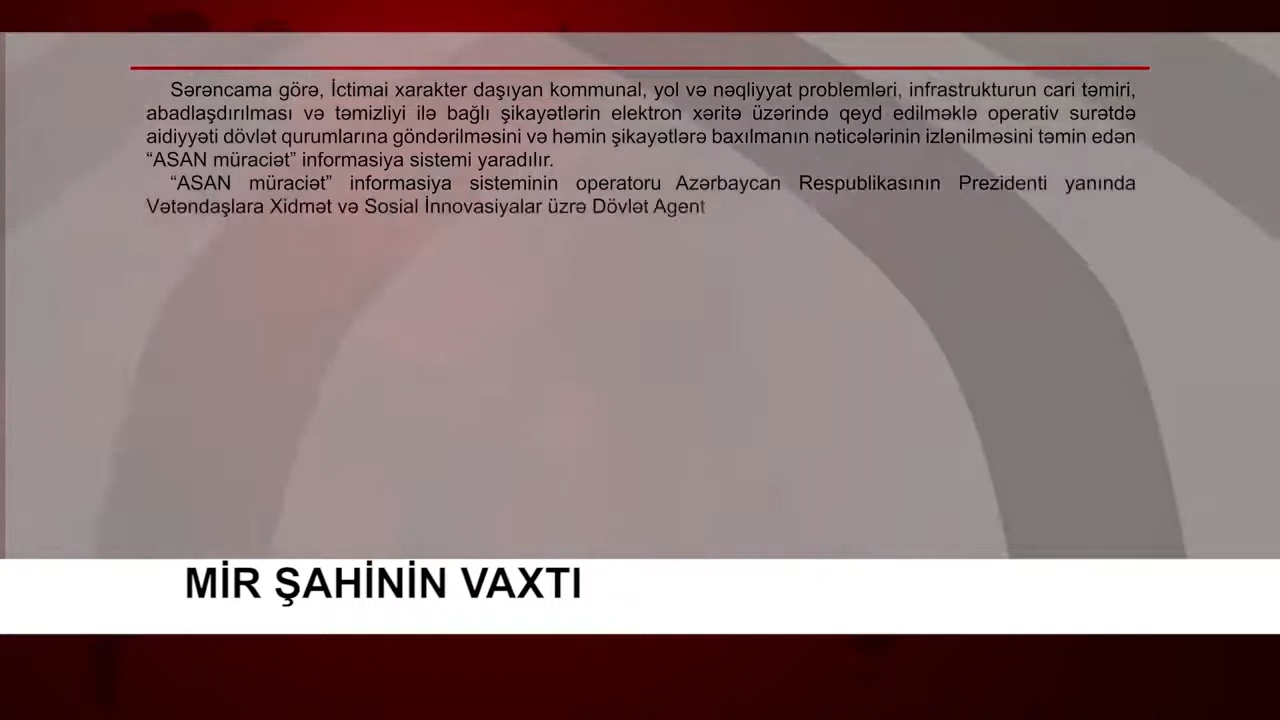 Sərəncama görə, İctimai xarakter daşıyan kommunal, yol və nəqliyyat problemləri, infrastrukturun cari təmiri,
abadlaşdırılması və təmizliyi ilə bağlı şikayətlərin elektron xəritə üzərində qeyd edilməklə operativ surətdə
aidiyyəti dövlət qurumlarına göndərilməsini və həmin şikayətlərə baxılmanın nəticələrinin izlənilməsini təmin edən
“ASAN müraciət” informasiya sistemi yaradılır.
“ASAN müraciət” informasiya sisteminin operatoru Azərbaycan Respublikasının Prezidenti yanında
Vətəndaşlara Xidmət və Sosial İnnovasiyalar üzrə Dövlət Agent
MİR ŞAHİNİN VAXTI